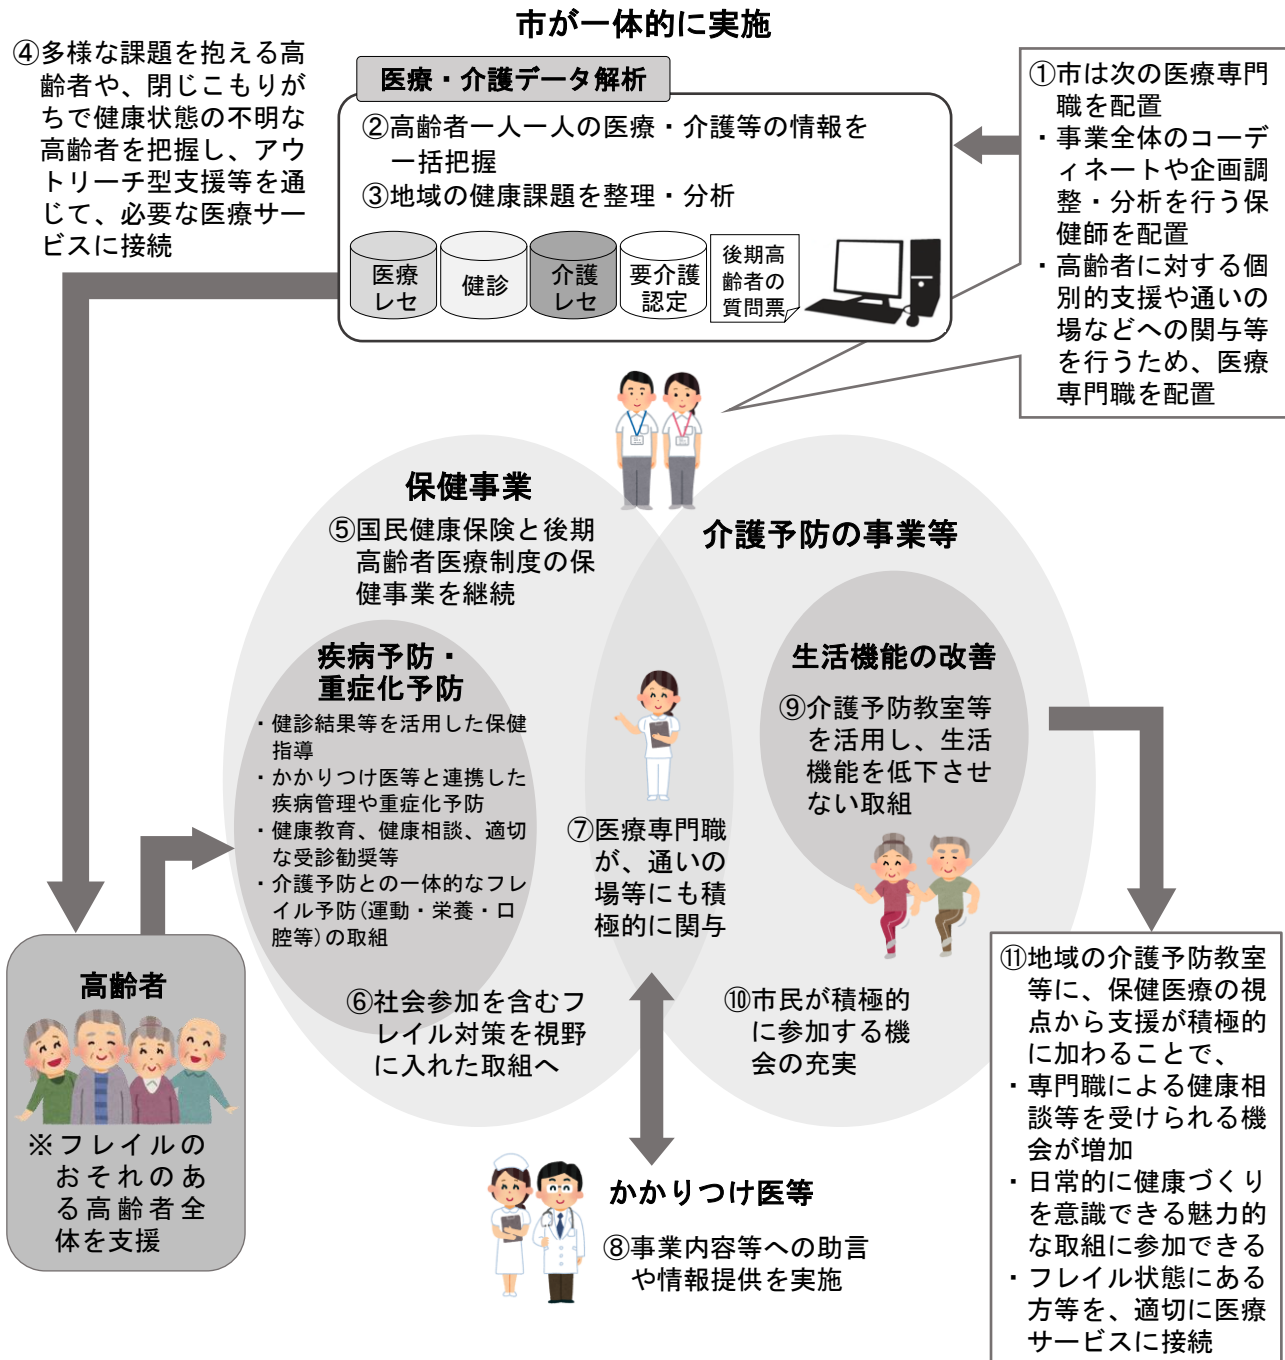 市が一体的に実施
④多様な課題を抱える高
齢者や、閉じこもりが
ちで健康状態の不明な
高齢者を把握し、アウ
トリーチ型支援等を通
じて、必要な医療サー
ビスに接続
医療・介護データ解析
②高齢者一人一人の医療・介護等の情報を
一括把握
③地域の健康課題を整理・分析
医療
レセ
健診
介護
レセ
要介護
認定
後期高
齢者の
質問票
①市は次の医療専門
職を配置
・事業全体のコーデ
ィネートや企画調
整・分析を行う保
健師を配置
・高齢者に対する個
別的支援や通いの
場などへの関与等
を行うため、医療
専門職を配置
保健事業
⑤国民健康保険と後期
高齢者医療制度の保
健事業を継続
介護予防の事業等
疾病予防・
重症化予防
・健診結果等を活用した保健
指導
・かかりつけ医等と連携した
疾病管理や重症化予防
・健康教育、健康相談、適切
な受診勧奨等
・介護予防との一体的なフレ
イル予防(運動・栄養・口
腔等)の取組
⑥社会参加を含むフ
レイル対策を視野
に入れた取組へ
⑦医療専門職
が、通いの
場等にも積
極的に関与
生活機能の改善
⑨介護予防教室等
を活用し、生活
機能を低下させ
ない取組
⑩市民が積極的
に参加する機
会の充実
高齢者
※フレイルの
おそれのあ
る高齢者全
体を支援
かかりつけ医等
⑧事業内容等への助言
や情報提供を実施
⑪地域の介護予防教室
等に、保健医療の視
点から支援が積極的
に加わることで、
・専門職による健康相
談等を受けられる機
会が増加
・日常的に健康づくり
を意識できる魅力的
な取組に参加できる
・フレイル状態にある
方等を、適切に医療
サービスに接続